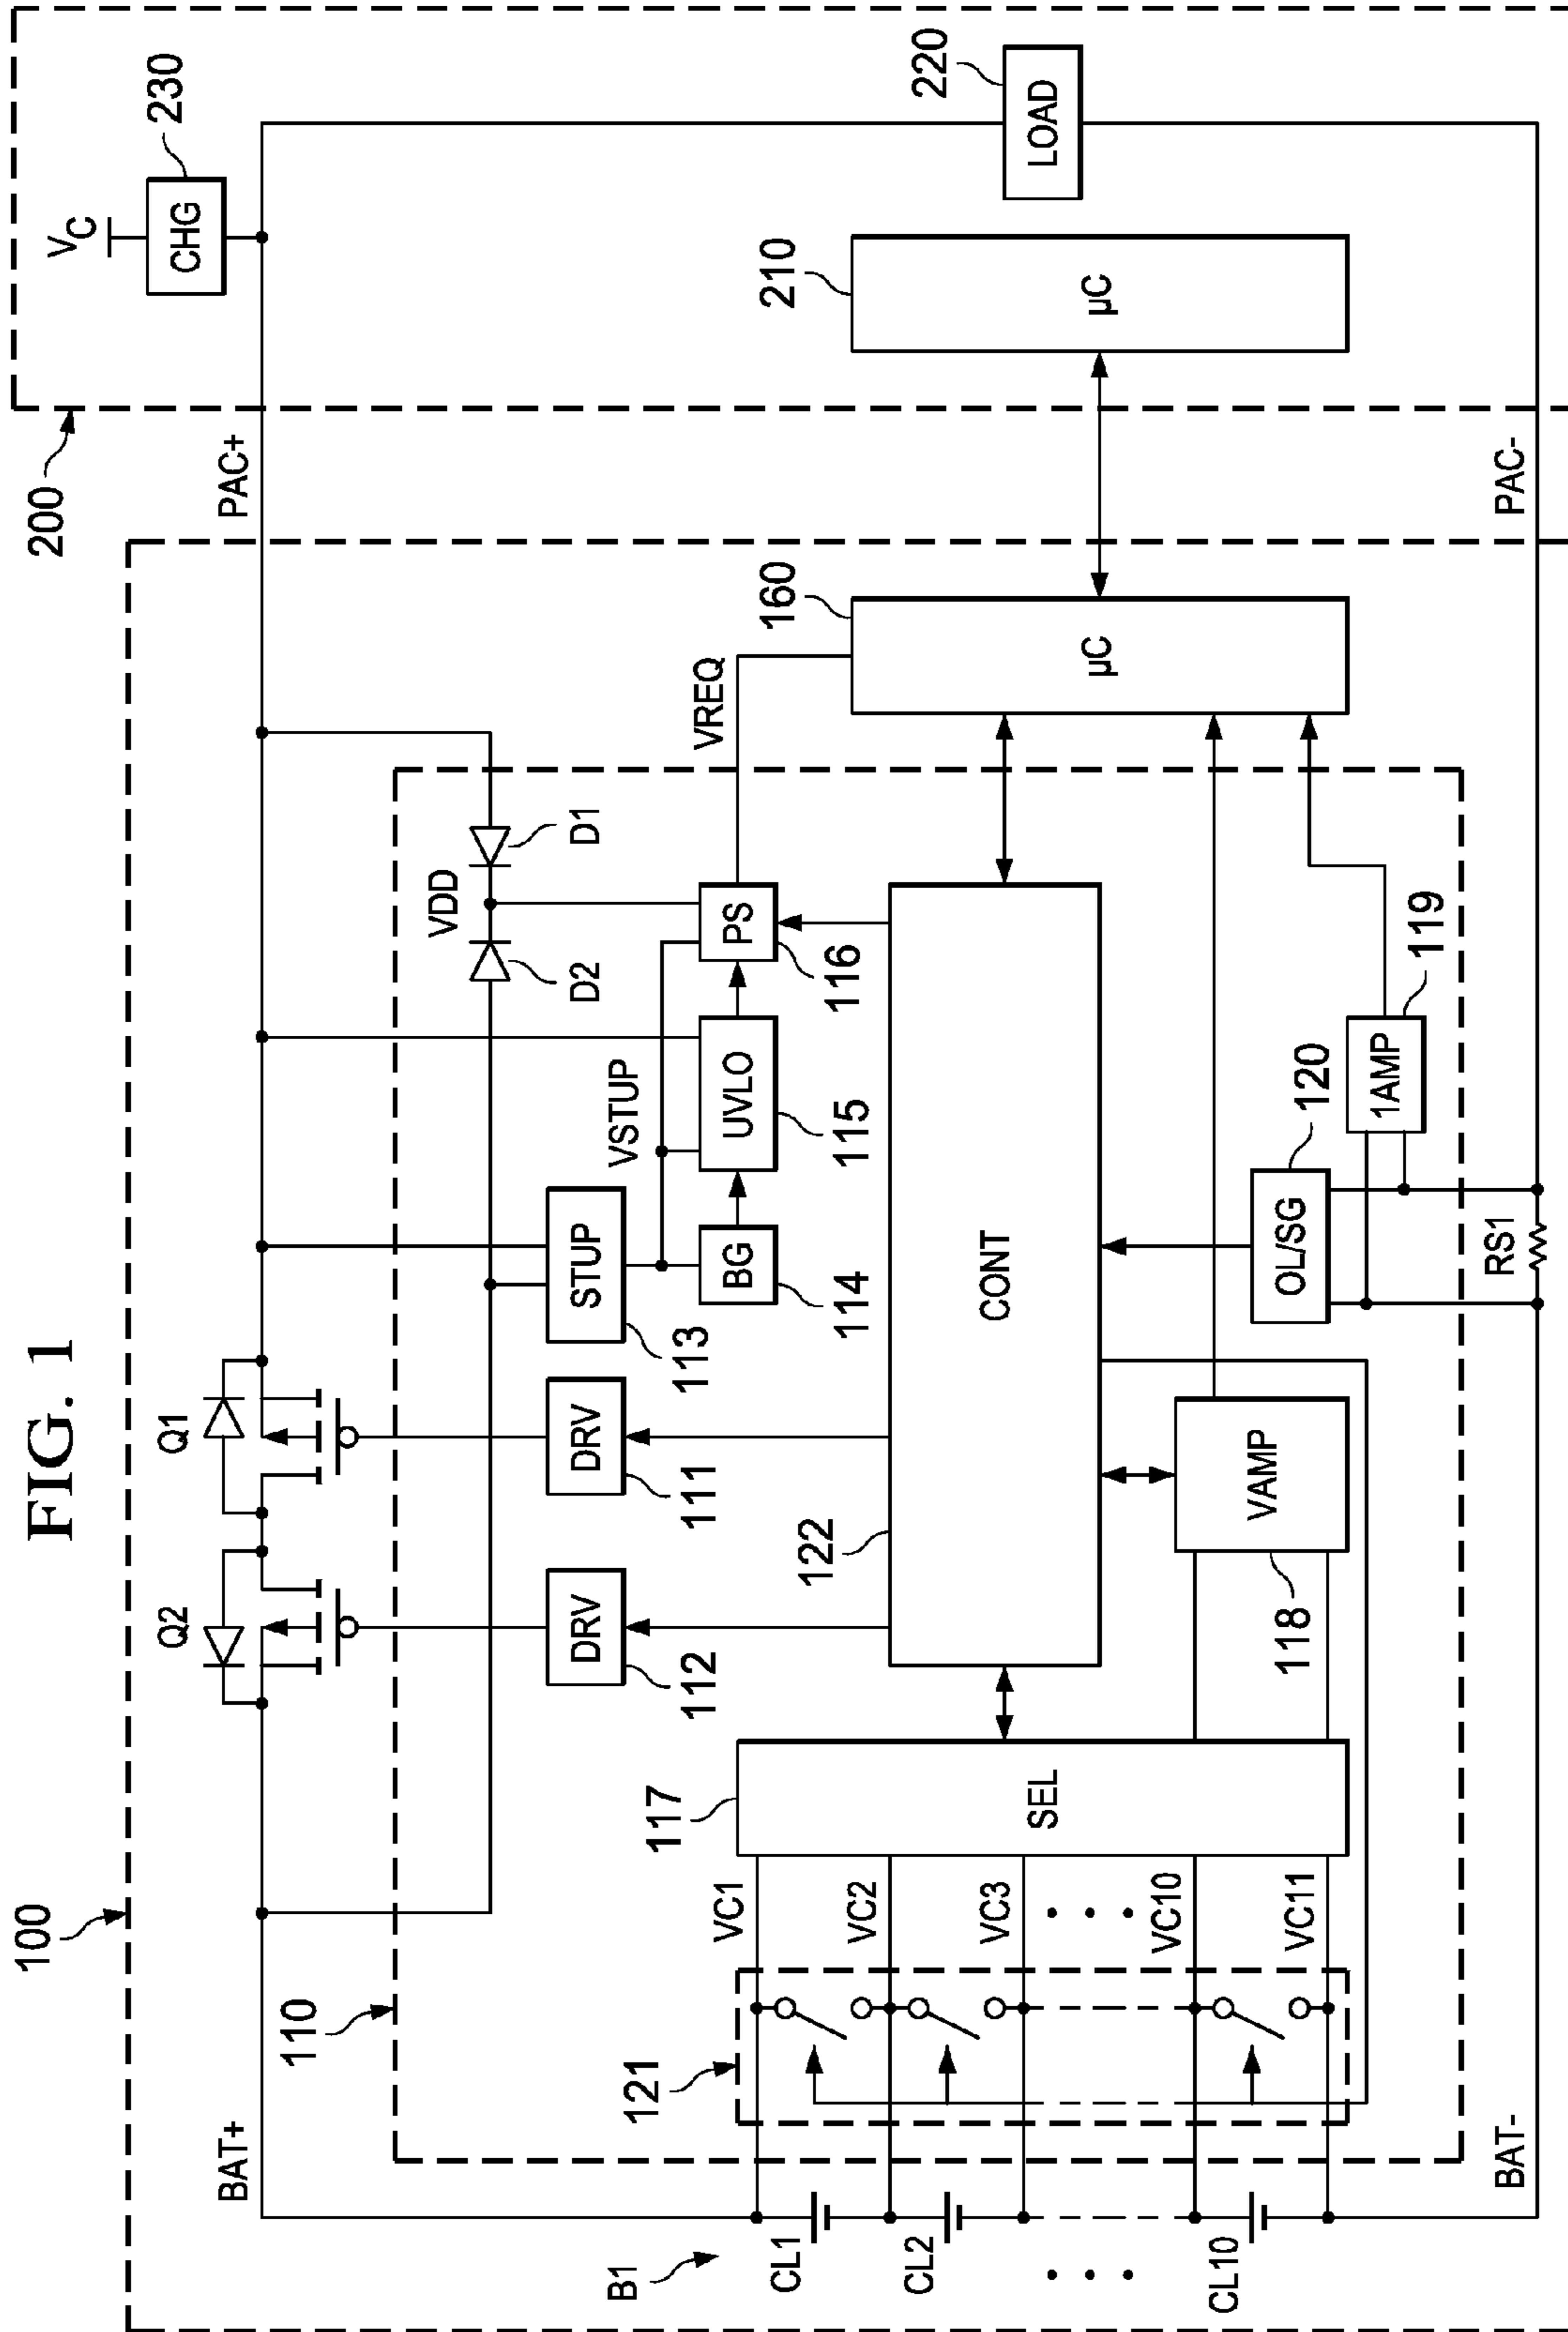 FIG. 1
100
200
BAT+
Q2
Q1
PAC+
VC
CHG
230
110
DRV
112
DRV
111
STUP
113
VSTUP
BG
114
UVLO
115
PS
116
VDD
D2
D1
VREQ
160
µC
210
µC
LOAD
220
B1
CL1
CL2
CL10
121
VC1
VC2
VC3
VC10
VC11
117
SEL
122
CONT
VAMP
118
OL/SG
120
1AMP
119
RS1
BAT-
PAC-